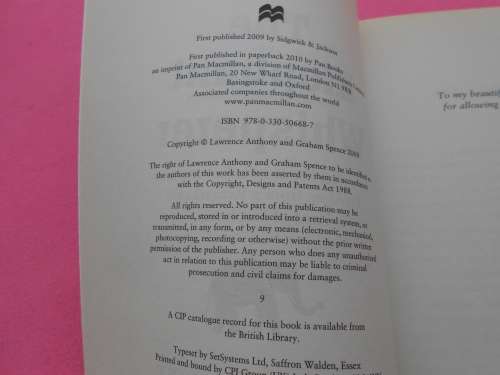 First published 2009 by Sidgwick & Jackson
First published in paperback 2010 by Pan Books
an imprint of Pan Macmillan, a division of Macmillan Publishers
Pan Macmillan, 20 New Wharf Road, London N1 9RR
Basingstoke and Oxford
Associated companies throughout the world
www.panmacmillan.com
ISBN 978-0-330-50668-7
Copyright © Lawrence Anthony and Graham Spence 2009
The right of Lawrence Anthony and Graham Spence to be identified as
the authors of this work has been asserted by them in accordance
with the Copyright, Designs and Patents Act 1988.
All rights reserved. No part of this publication may be
reproduced, stored in or introduced into a retrieval system, or
transmitted, in any form, or by any means (electronic, mechanical,
photocopying, recording or otherwise) without the prior written
permission of the publisher. Any person who does any unauthorized
act in relation to this publication may be liable to criminal
prosecution and civil claims for damages.
9
A CIP catalogue record for this book is available from
the British Library.
Typeset by SetSystems Ltd, Saffron Walden, Essex
Printed and bound by CPI Group
To my beautiful
for allowing